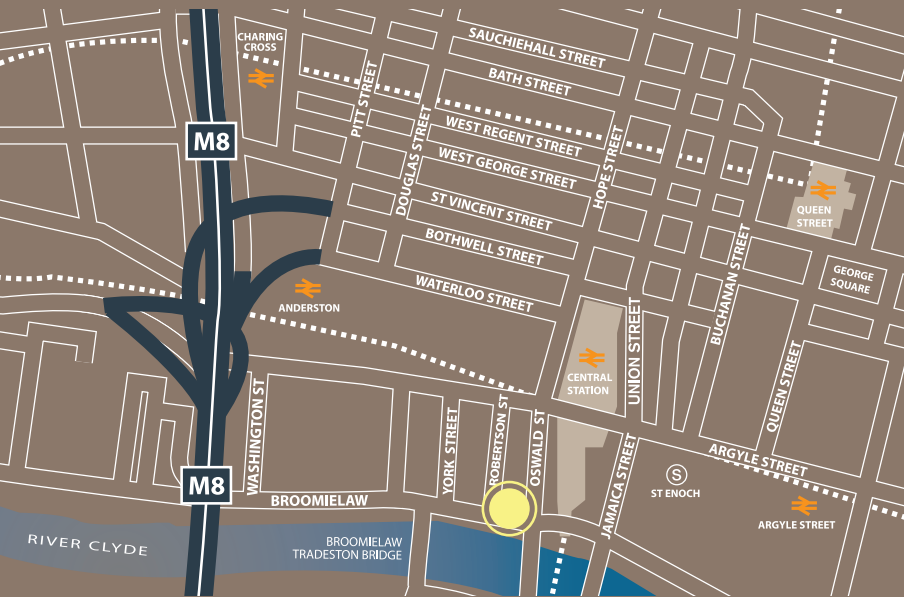 CHARING
CROSS
SAUCHIEHALL STREET
BATH STREET
PITT STREET
M8
WEST REGENT STREET
DOUGLAS STREET
WEST GEORGE STREET
HOPE STREET
ST VINCENT STREET
QUEEN
STREET
BOTHWELL STREET
BUCHANAN STREET
GEORGE
SQUARE
WATERLOO STREET
ANDERSTON
UNION STREET
CENTRAL
STATION
QUEEN STREET
WASHINGTON ST
YORK STREET
ROBERTSON ST
OSWALD ST
JAMAICA STREET
ARGYLE STREET
S
ST ENOCH
M8
BROOMIELAW
ARGYLE STREET
RIVER CLYDE
BROOMIELAW
TRADESTON BRIDGE